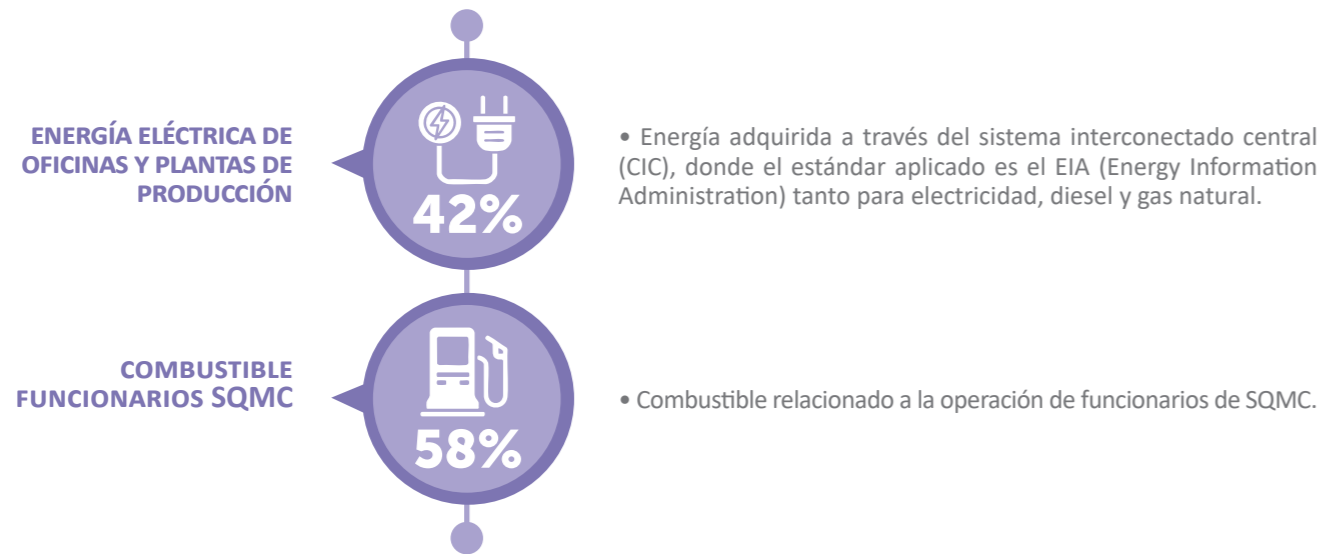 ENERGÍA ELÉCTRICA DE
OFICINAS Y PLANTAS DE
PRODUCCIÓN
42%
• Energía adquirida a través del sistema interconectado central
(CIC), donde el estándar aplicado es el EIA (Energy Information
Administration) tanto para electricidad, diesel y gas natural.
COMBUSTIBLE
FUNCIONARIOS SQMC
58%
• Combustible relacionado a la operación de funcionarios de SQMC.